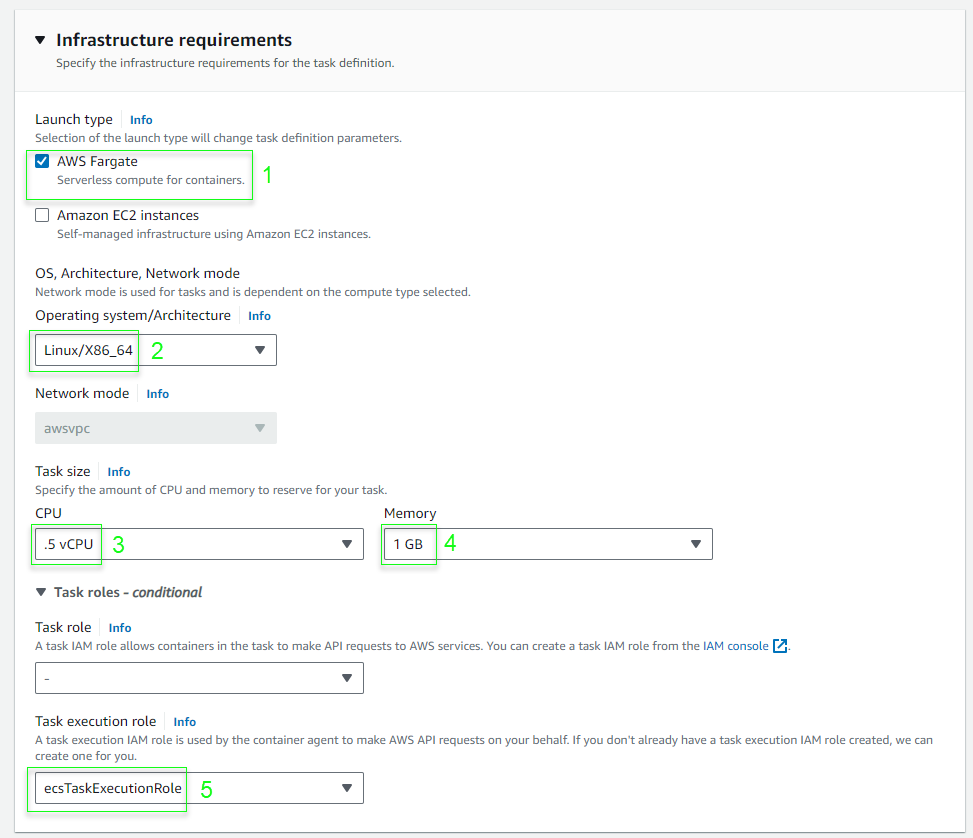 Infrastructure requirements
Specify the infrastructure requirements for the task definition.
Launch type Info
Selection of the launch type will change task definition parameters.
AWS Fargate
Serverless compute for containers.
1
Amazon EC2 instances
Self-managed infrastructure using Amazon EC2 instances.
OS, Architecture, Network mode
Network mode is used for tasks and is dependent on the compute type selected.
Operating system/Architecture Info
Linux/X86_64 2
Network mode Info
awsvpc
Task size Info
Specify the amount of CPU and memory to reserve for your task.
CPU Memory
.5 vCPU 3 1 GB 4
Task roles - conditional
Task role Info
A task IAM role allows containers in the task to make API requests to AWS services. You can create a task IAM role from the IAM console.
-
Task execution role Info
A task execution IAM role is used by the container agent to make AWS API requests on your behalf. If you don't already have a task execution IAM role created, we can
create one for you.
ecsTaskExecutionRole 5